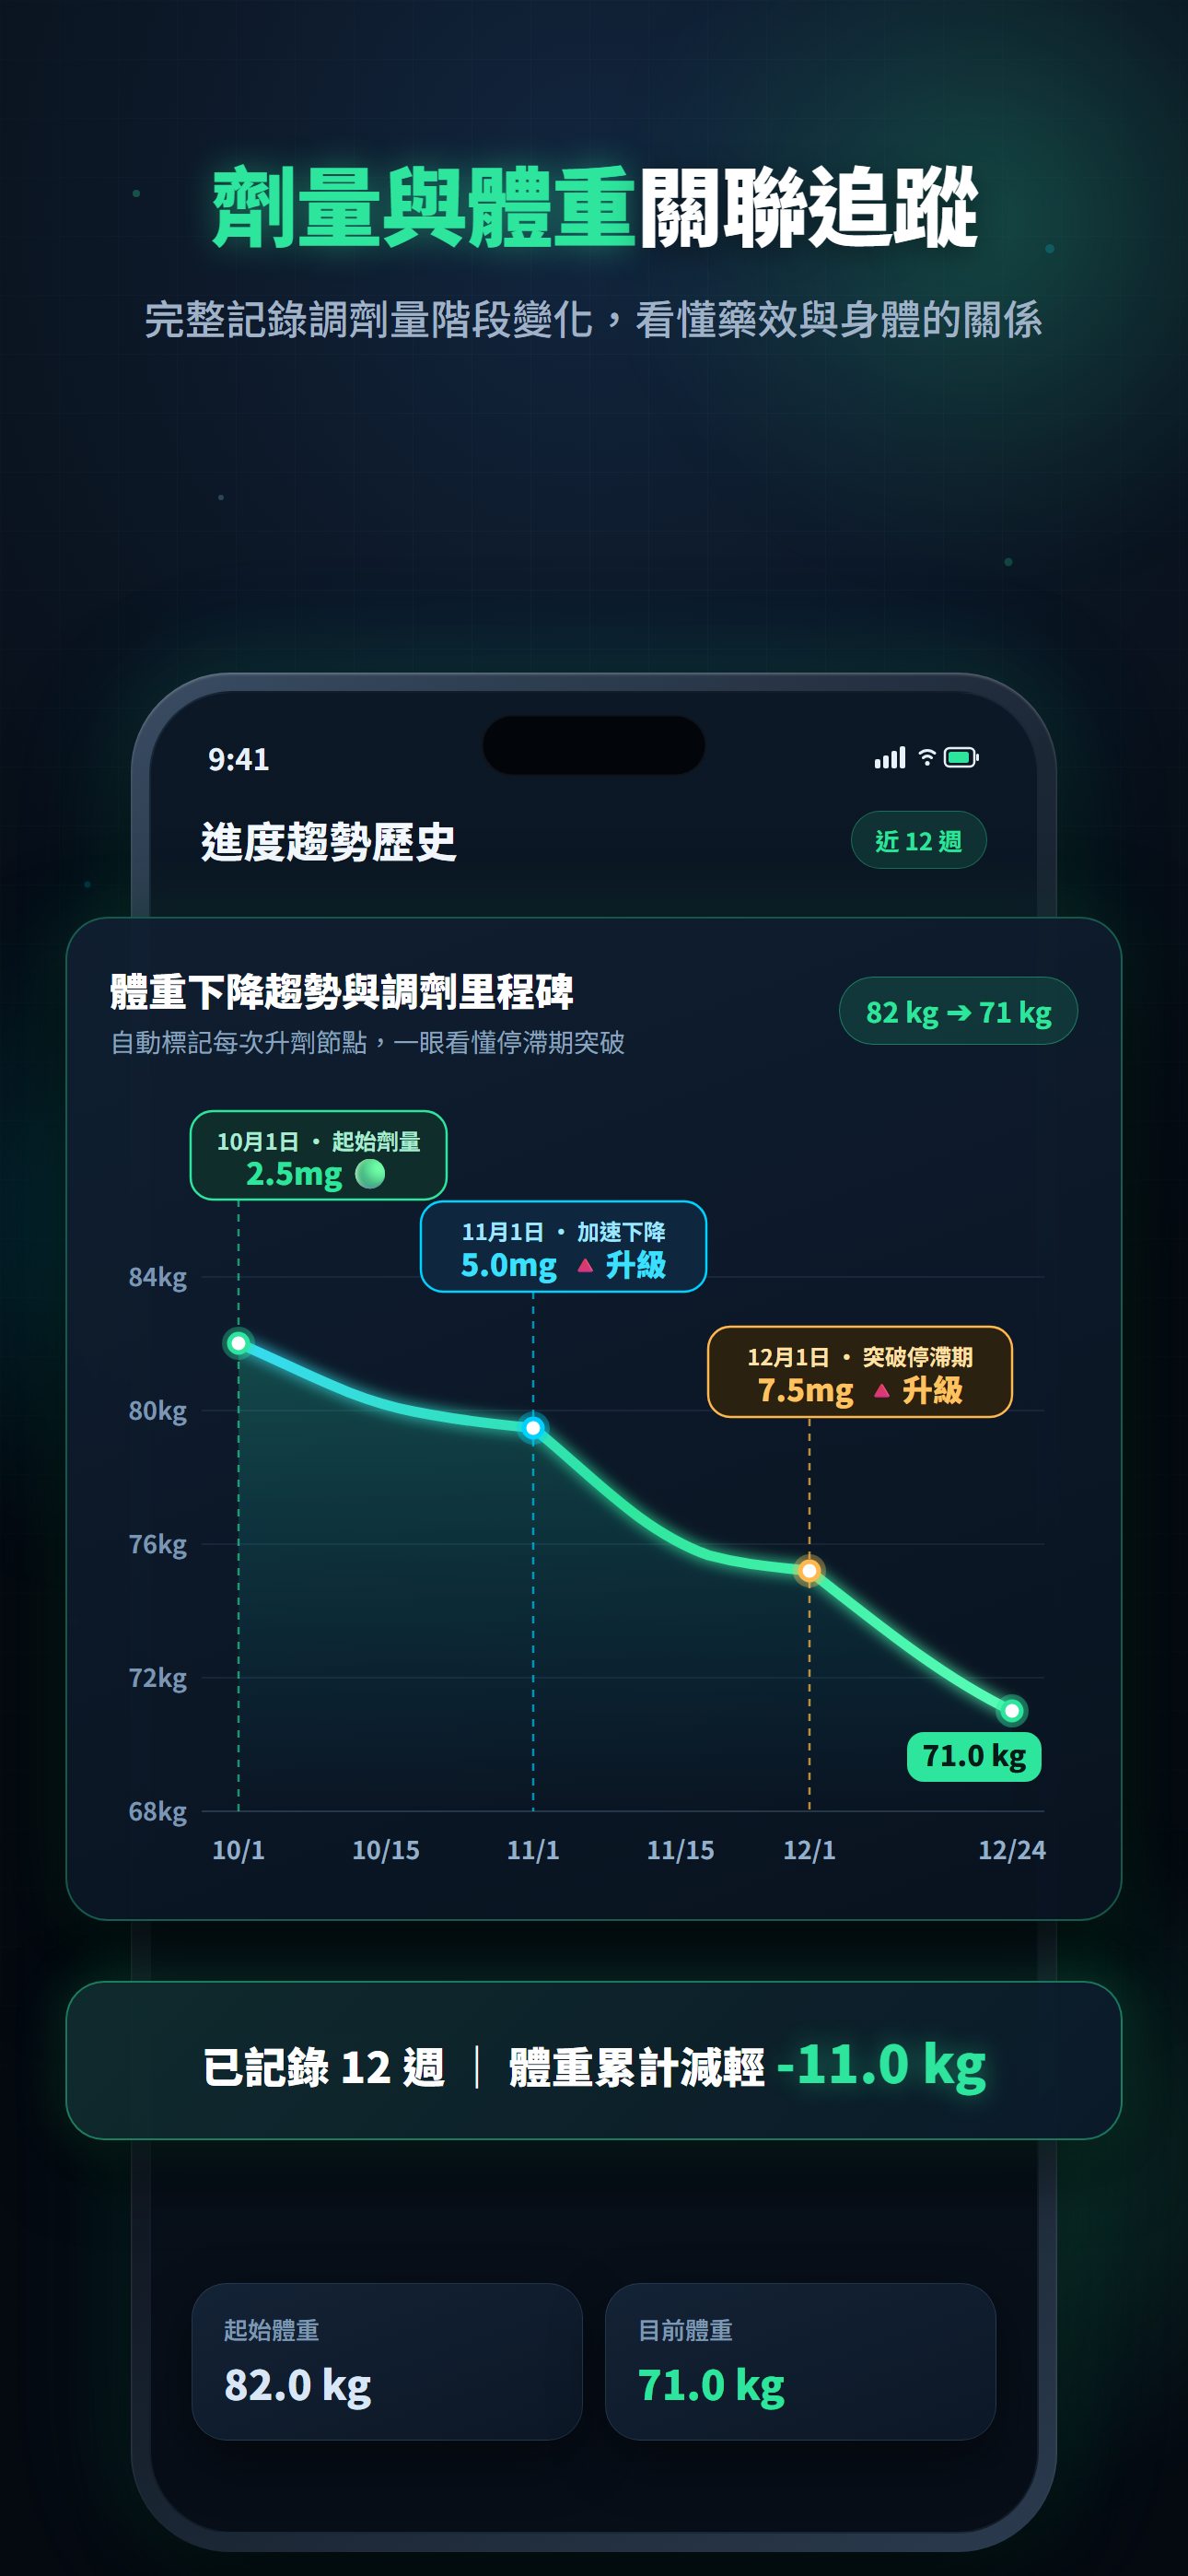 劑量與體重關聯追蹤
完整記錄調劑量階段變化，看懂藥效與身體的關係
9:41
進度趨勢歷史
近 12 週
體重下降趨勢與調劑里程碑
自動標記每次升劑節點，一眼看懂停滯期突破
82 kg ➔ 71 kg
10月1日 · 起始劑量
2.5mg
11月1日 · 加速下降
5.0mg 🔺 升級
12月1日 · 突破停滯期
7.5mg 🔺 升級
84kg
80kg
76kg
72kg
68kg
71.0 kg
10/1 10/15 11/1 11/15 12/1 12/24
已記錄 12 週 ｜ 體重累計減輕 -11.0 kg
起始體重
82.0 kg
目前體重
71.0 kg